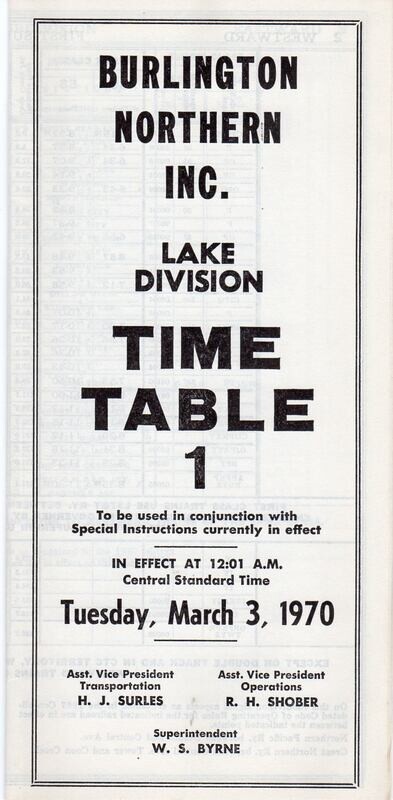 BURLINGTON
NORTHERN
INC.
LAKE
DIVISION
TIME
TABLE
1
To be used in conjunction with
Special Instructions currently in effect
IN EFFECT AT 12:01 A.M.
Central Standard Time
Tuesday, March 3, 1970
Asst. Vice President
Transportation
H. J. SURLES
Asst. Vice President
Operations
R. H. SHOBER
Superintendent
W. S. BYRNE